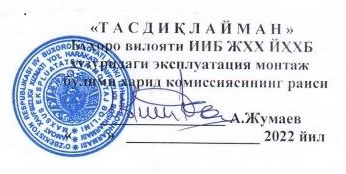 «ТАСДИҚЛАЙМАН»
Бухоро вилояти ИИБ ЖХХ ЙҲХБ
ҳузуридаги эксплуатация монтаж
бўлими харид комиссиясининг раиси
А.Жумаев
2022 йил